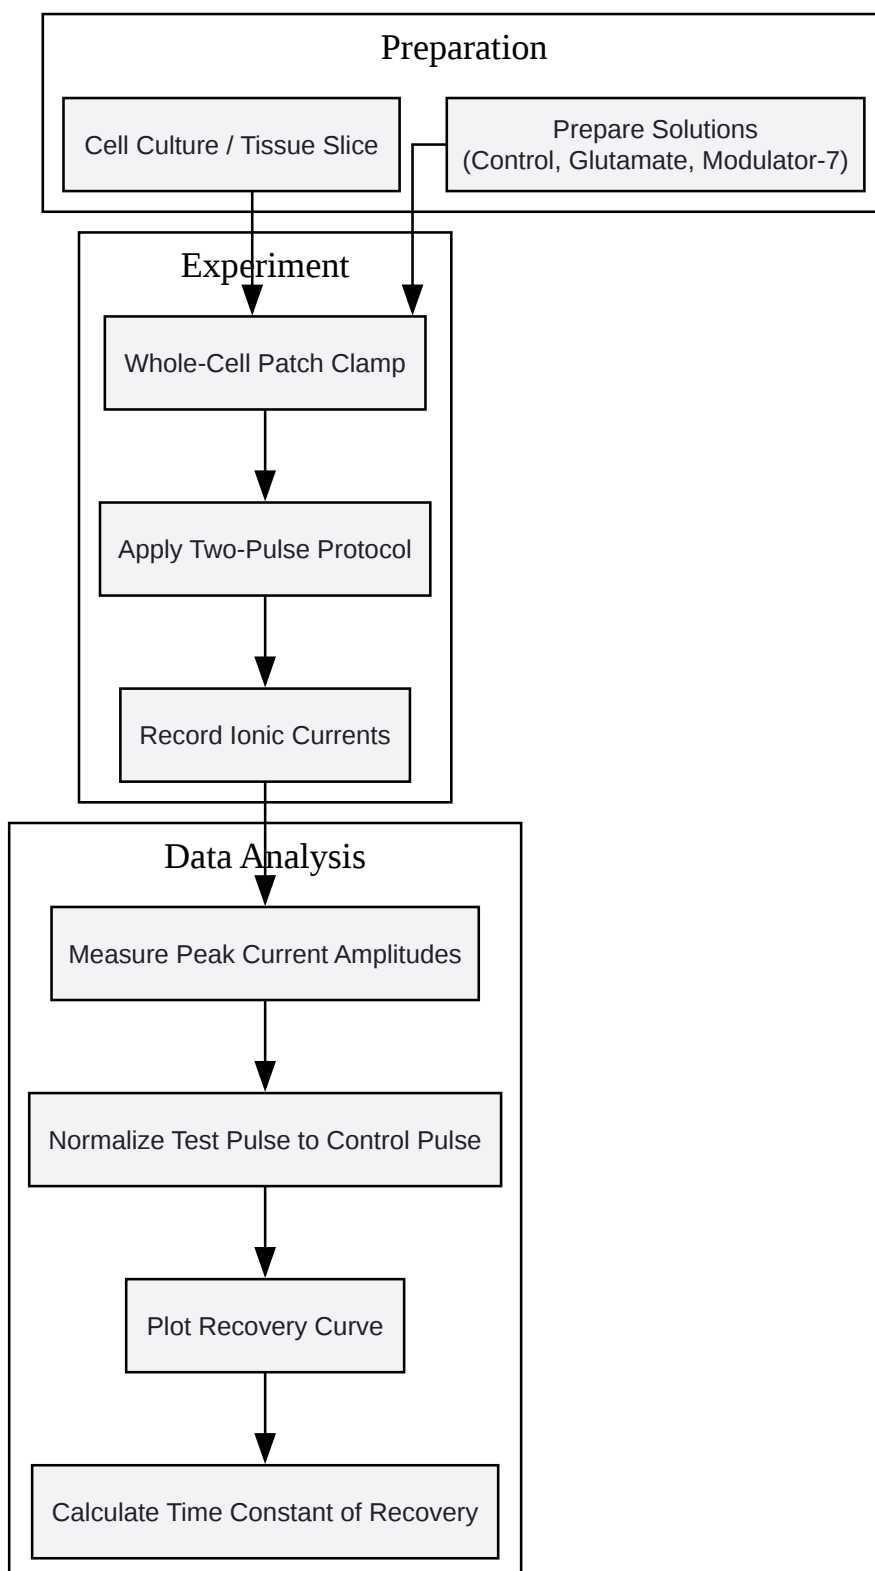 Preparation
Cell Culture / Tissue Slice
Prepare Solutions
(Control, Glutamate, Modulator-7)
Experiment
Whole-Cell Patch Clamp
Apply Two-Pulse Protocol
Record Ionic Currents
Data Analysis
Measure Peak Current Amplitudes
Normalize Test Pulse to Control Pulse
Plot Recovery Curve
Calculate Time Constant of Recovery